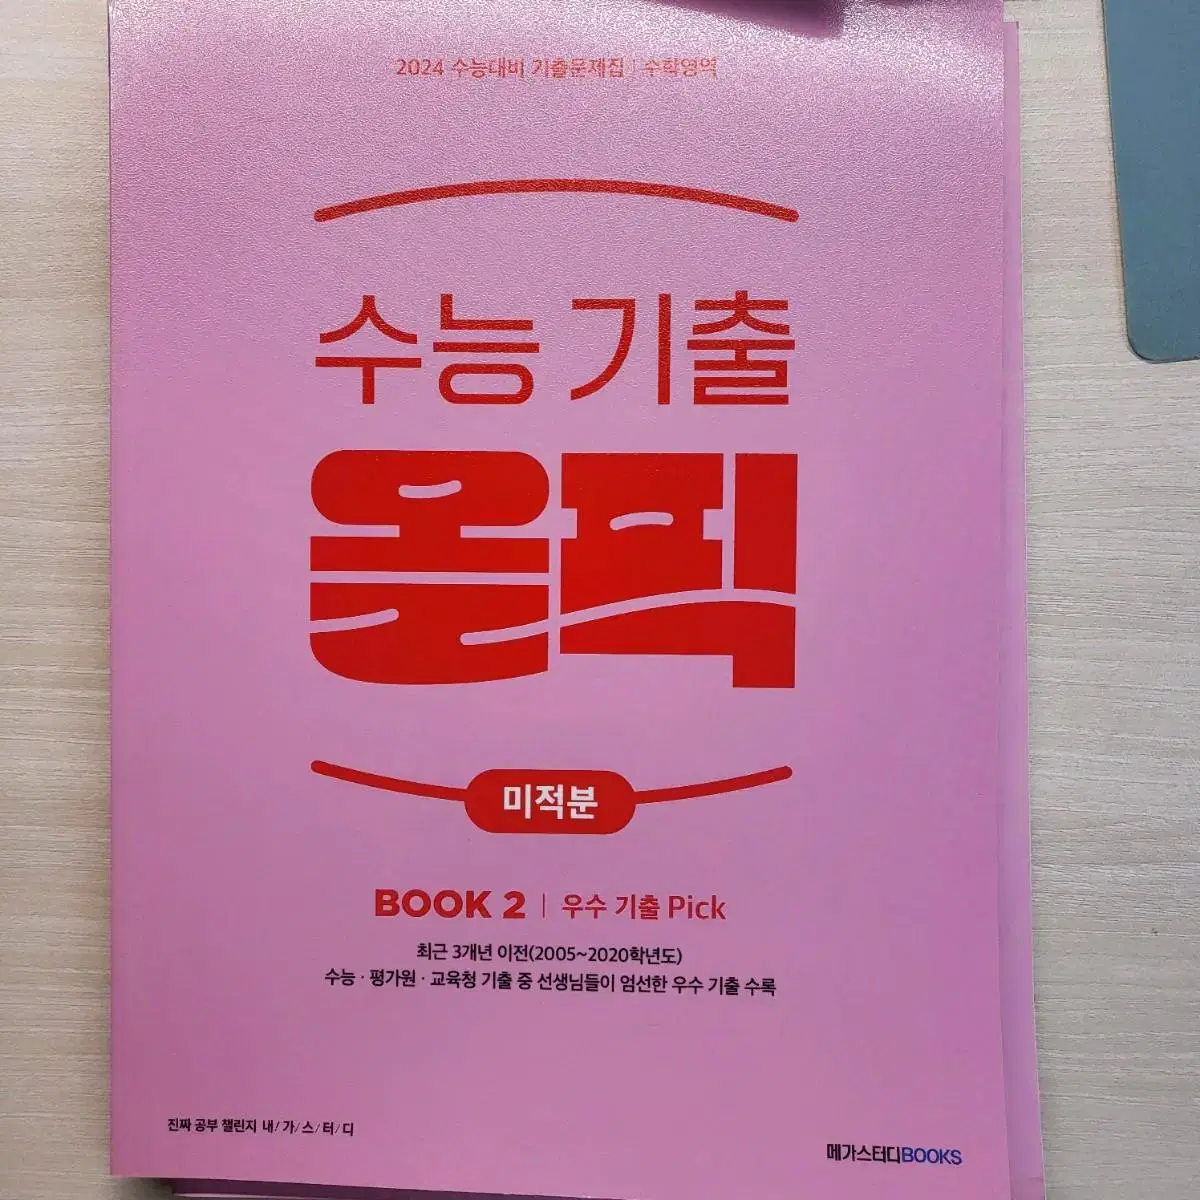 2024 수능대비 기출문제집 | 수학영역
수능 기출
올픽
미적분
BOOK 2 | 우수 기출 Pick
최근 3개년 이전(2005~2020학년도)
수능 · 평가원 · 교육청 기출 중 선생님들이 엄선한 우수 기출 수록
진짜 공부 챌린지 내/가/스/터/디
메가스터디BOOKS